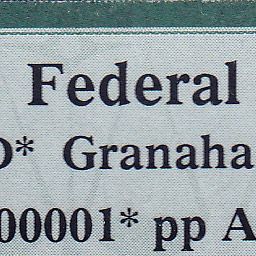 Federal
O* Granaha
00001* pp A